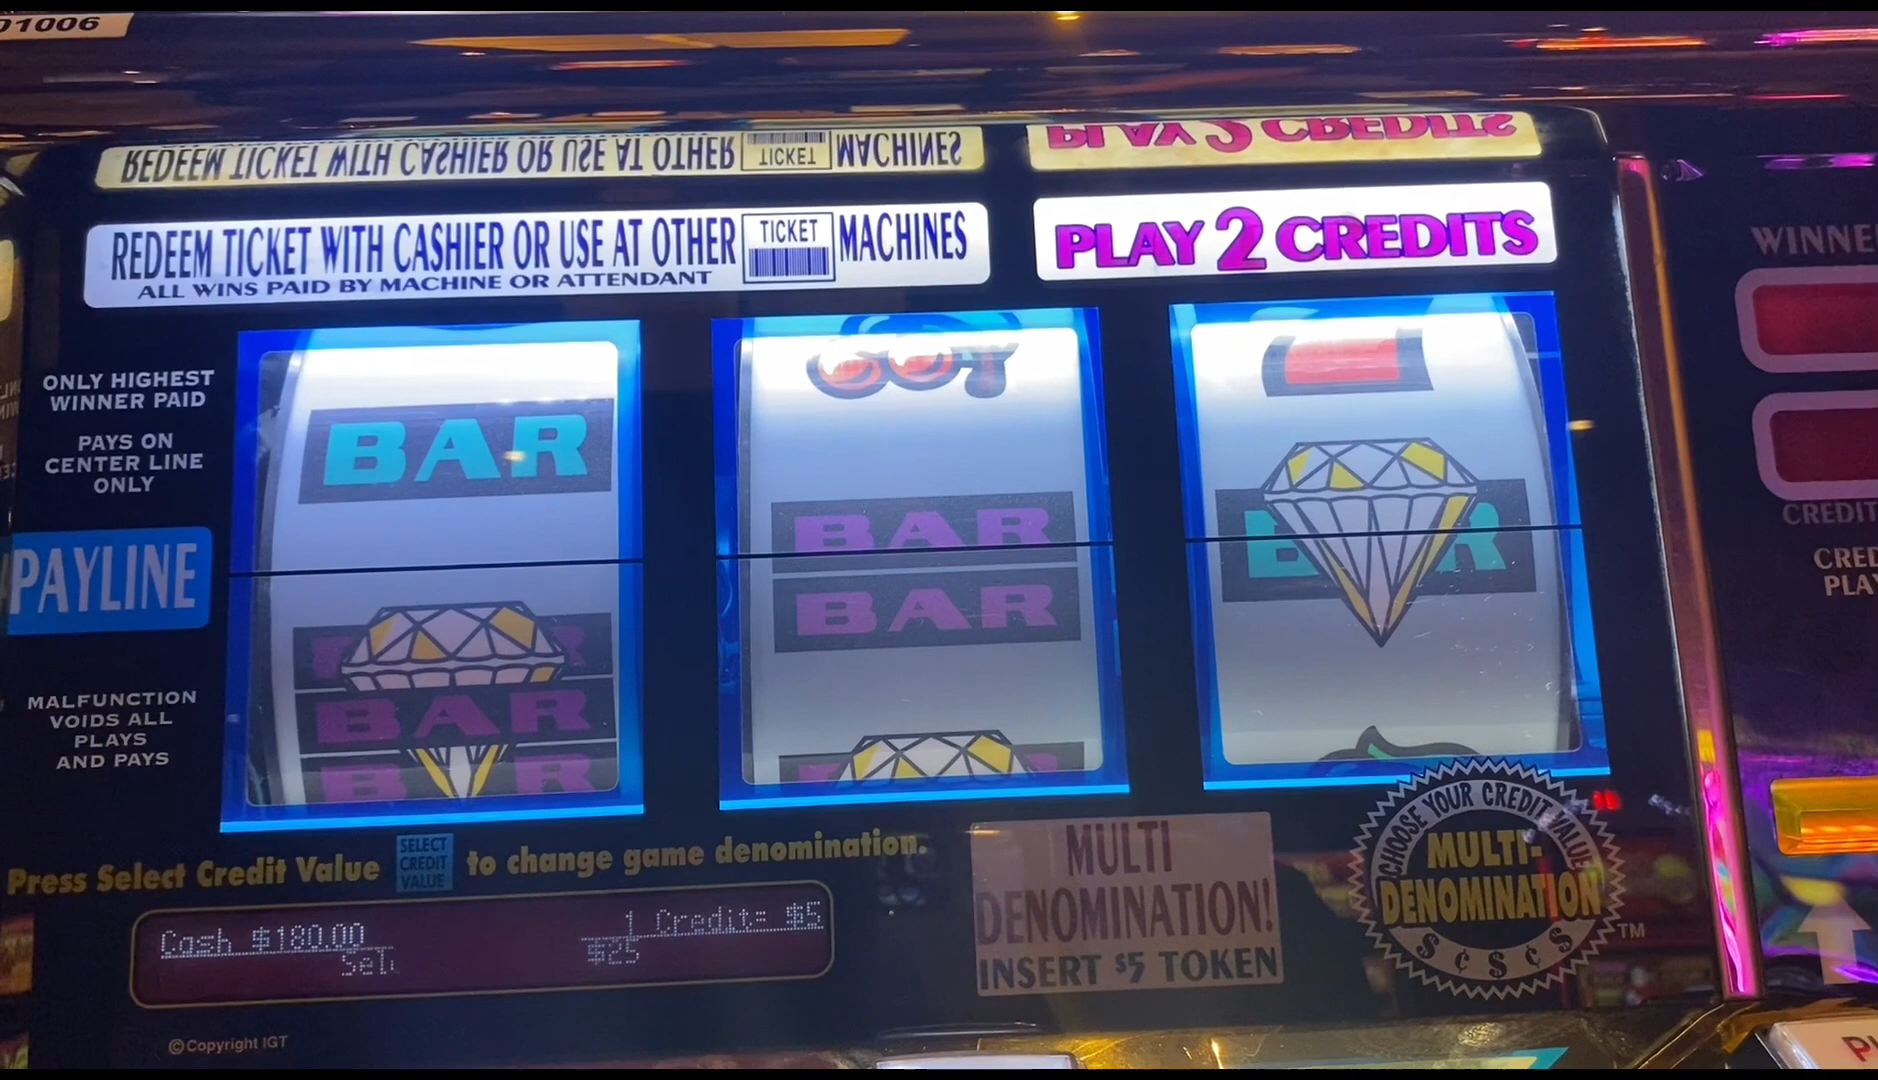 01006
REDEEM TICKET WITH CASHIER OR USE AT OTHER TICKET MACHINES
PLAY 2 CREDITS
REDEEM TICKET WITH CASHIER OR USE AT OTHER TICKET MACHINES
ALL WINS PAID BY MACHINE OR ATTENDANT
PLAY 2 CREDITS
ONLY HIGHEST
WINNER PAID
PAYS ON
CENTER LINE
ONLY
PAYLINE
MALFUNCTION
VOIDS ALL
PLAYS
AND PAYS
BAR
BAR
BAR
BAR
BAR
Press Select Credit Value SELECT CREDIT VALUE to change game denomination.
Cash $180.00
1 Credit= $5
$25
MULTI
DENOMINATION!
INSERT $5 TOKEN
CHOOSE YOUR CREDIT VALUE
MULTI-
DENOMINATION
$ ¢ $ ¢ $
TM
©Copyright IGT